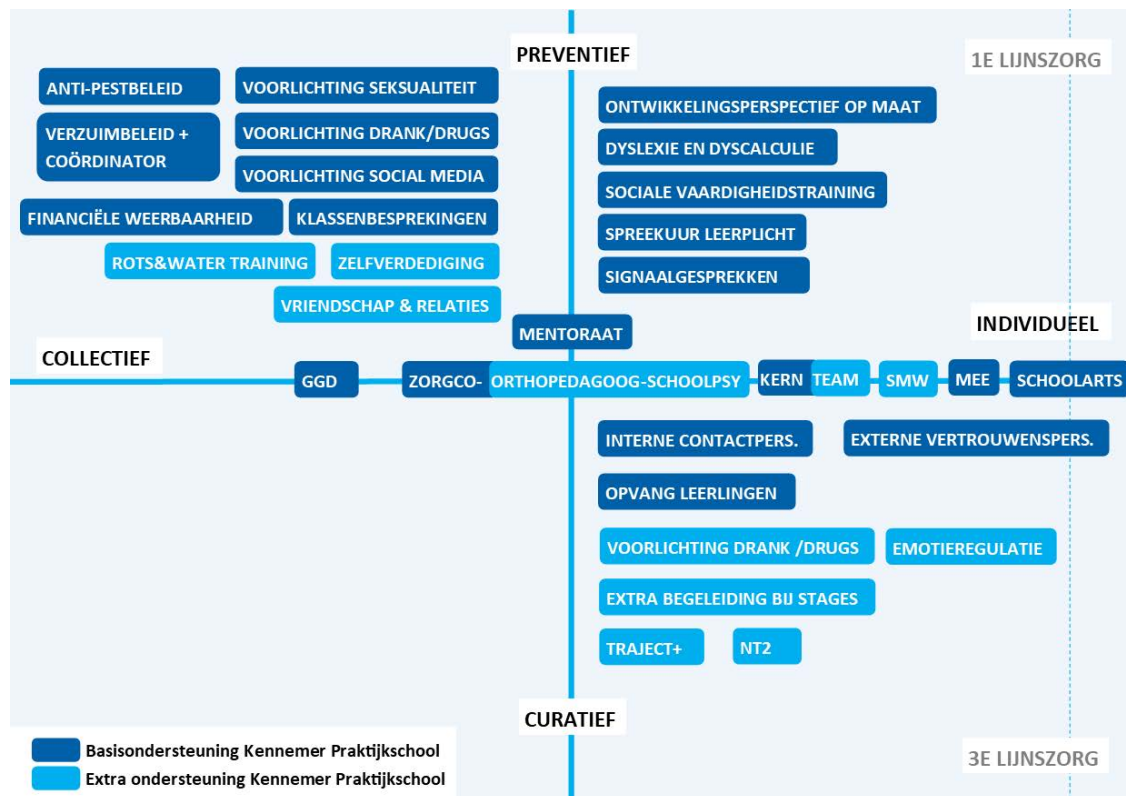 PREVENTIEF
1E LIJNSZORG
ANTI-PESTBELEID
VERZUIMBELEID +
COÖRDINATOR
VOORLICHTING SEKSUALITEIT
VOORLICHTING DRANK/DRUGS
VOORLICHTING SOCIAL MEDIA
FINANCIËLE WEERBAARHEID
KLASSENBESPREKINGEN
ROTS&WATER TRAINING
ZELFVERDEDIGING
VRIENDSCHAP & RELATIES
ONTWIKKELINGSPERSPECTIEF OP MAAT
DYSLEXIE EN DYSCALCULIE
SOCIALE VAARDIGHEIDSTRAINING
SPREEKUUR LEERPLICHT
SIGNAALGESPREKKEN
MENTORAAT
INDIVIDUEEL
COLLECTIEF
GGD
ZORGCO-ORTHOPEDAGOOG-SCHOOLPSY
KERN TEAM
SMW
MEE
SCHOOLARTS
INTERNE CONTACTPERS.
EXTERNE VERTROUWENSPERS.
OPVANG LEERLINGEN
VOORLICHTING DRANK /DRUGS
EMOTIEREGULATIE
EXTRA BEGELEIDING BIJ STAGES
TRAJECT+
NT2
CURATIEF
Basisondersteuning Kennemer Praktijkschool
Extra ondersteuning Kennemer Praktijkschool
3E LIJNSZORG